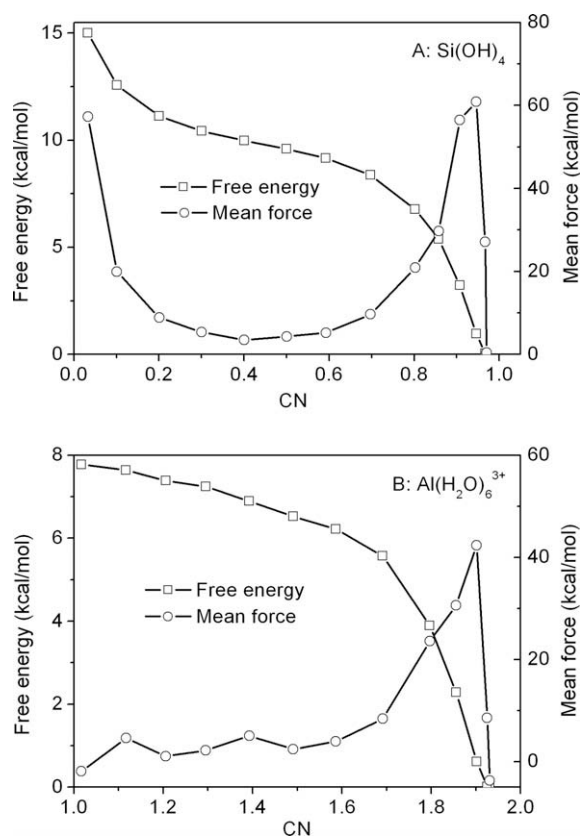 A: Si(OH)4
Free energy (kcal/mol)
15
10
5
0
Free energy
Mean force
80
60
40
20
0
Mean force (kcal/mol)
0.0 0.2 0.4 0.6 0.8 1.0
CN
B: Al(H2O)6 3+
Free energy (kcal/mol)
8
6
4
2
0
Free energy
Mean force
60
40
20
0
Mean force (kcal/mol)
1.0 1.2 1.4 1.6 1.8 2.0
CN